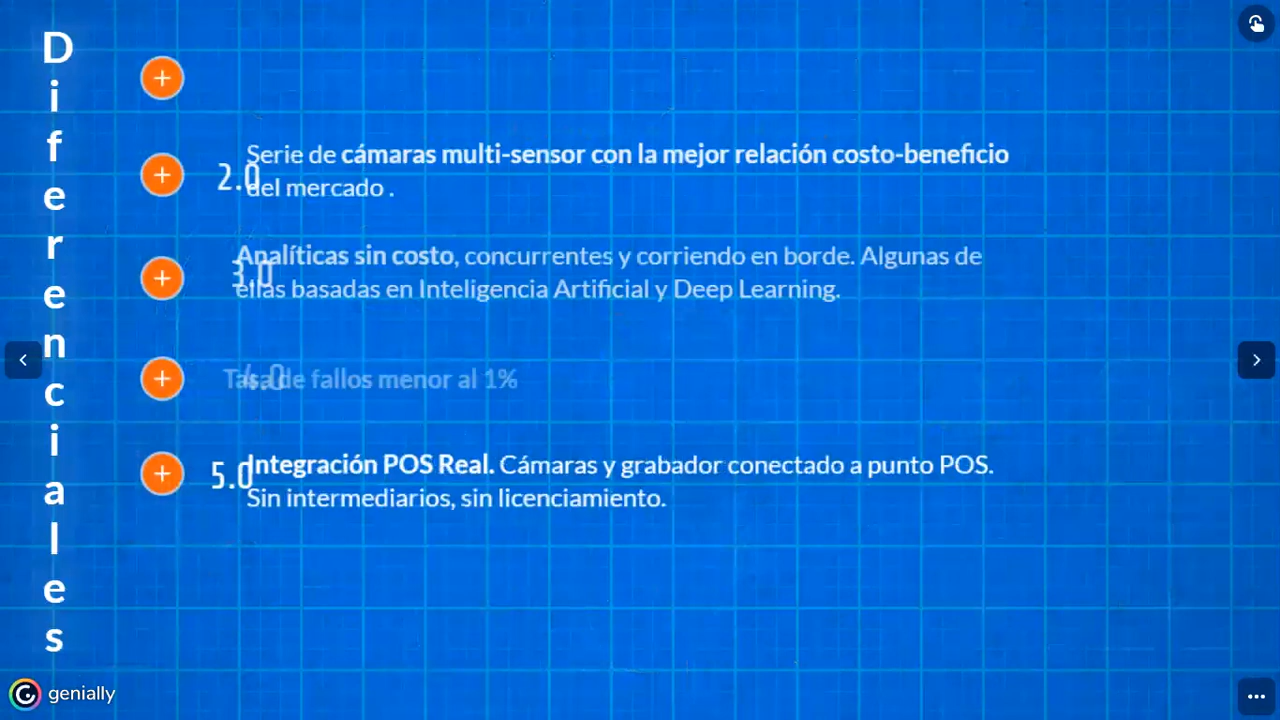 Diferenciales
2.0
Serie de cámaras multi-sensor con la mejor relación costo-beneficio
del mercado .
3.0
Analíticas sin costo, concurrentes y corriendo en borde. Algunas de
ellas basadas en Inteligencia Artificial y Deep Learning.
4.0
Tasa de fallos menor al 1%
5.0
Integración POS Real. Cámaras y grabador conectado a punto POS.
Sin intermediarios, sin licenciamiento.
genially